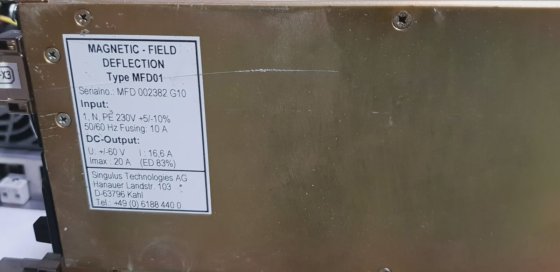 MAGNETIC - FIELD
DEFLECTION
Type MFD01
Serialno.: MFD 002382 G10
Input:
1, N, PE 230V +5/-10%
50/60 Hz Fusing: 10 A
DC-Output:
U: +/-60 V I : 16,6 A
Imax : 20 A (ED 83%)
Singulus Technologies AG
Hanauer Landstr. 103
D-63796 Kahl
Tel.: +49 (0) 6188 440 0
X3